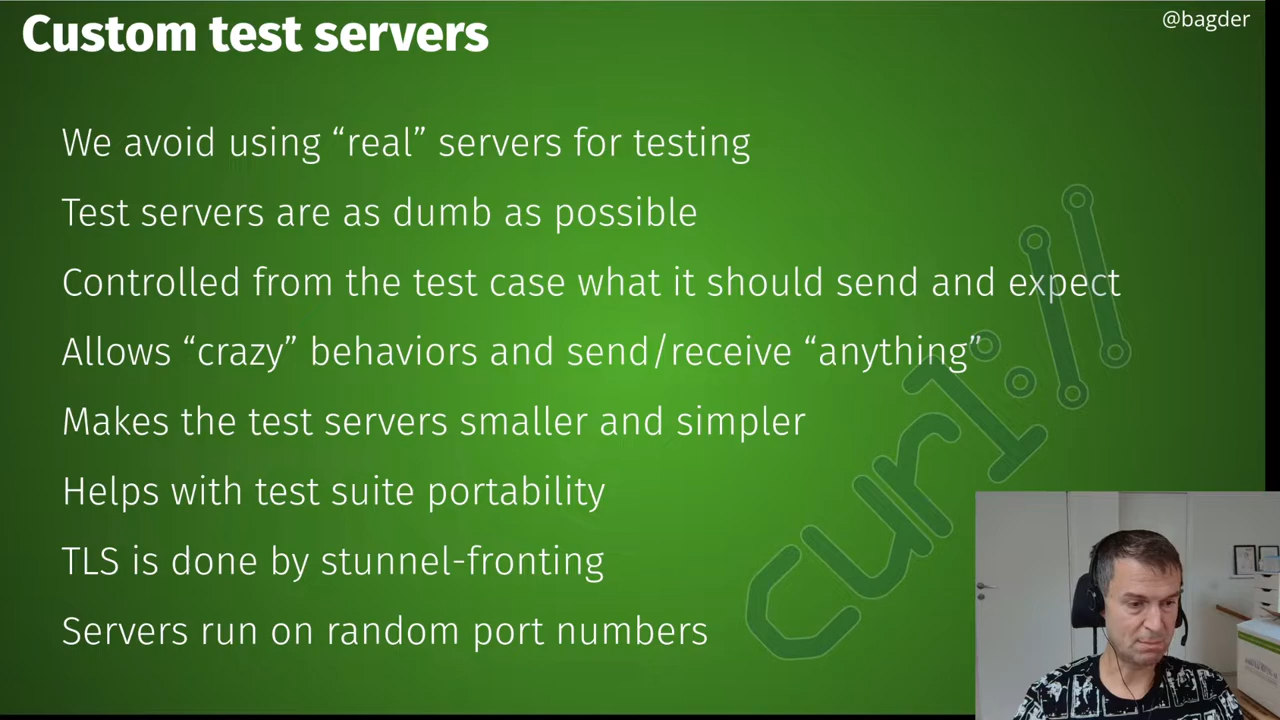 Custom test servers
@bagder
We avoid using “real” servers for testing
Test servers are as dumb as possible
Controlled from the test case what it should send and expect
Allows “crazy” behaviors and send/receive “anything”
Makes the test servers smaller and simpler
Helps with test suite portability
TLS is done by stunnel-fronting
Servers run on random port numbers
curl://